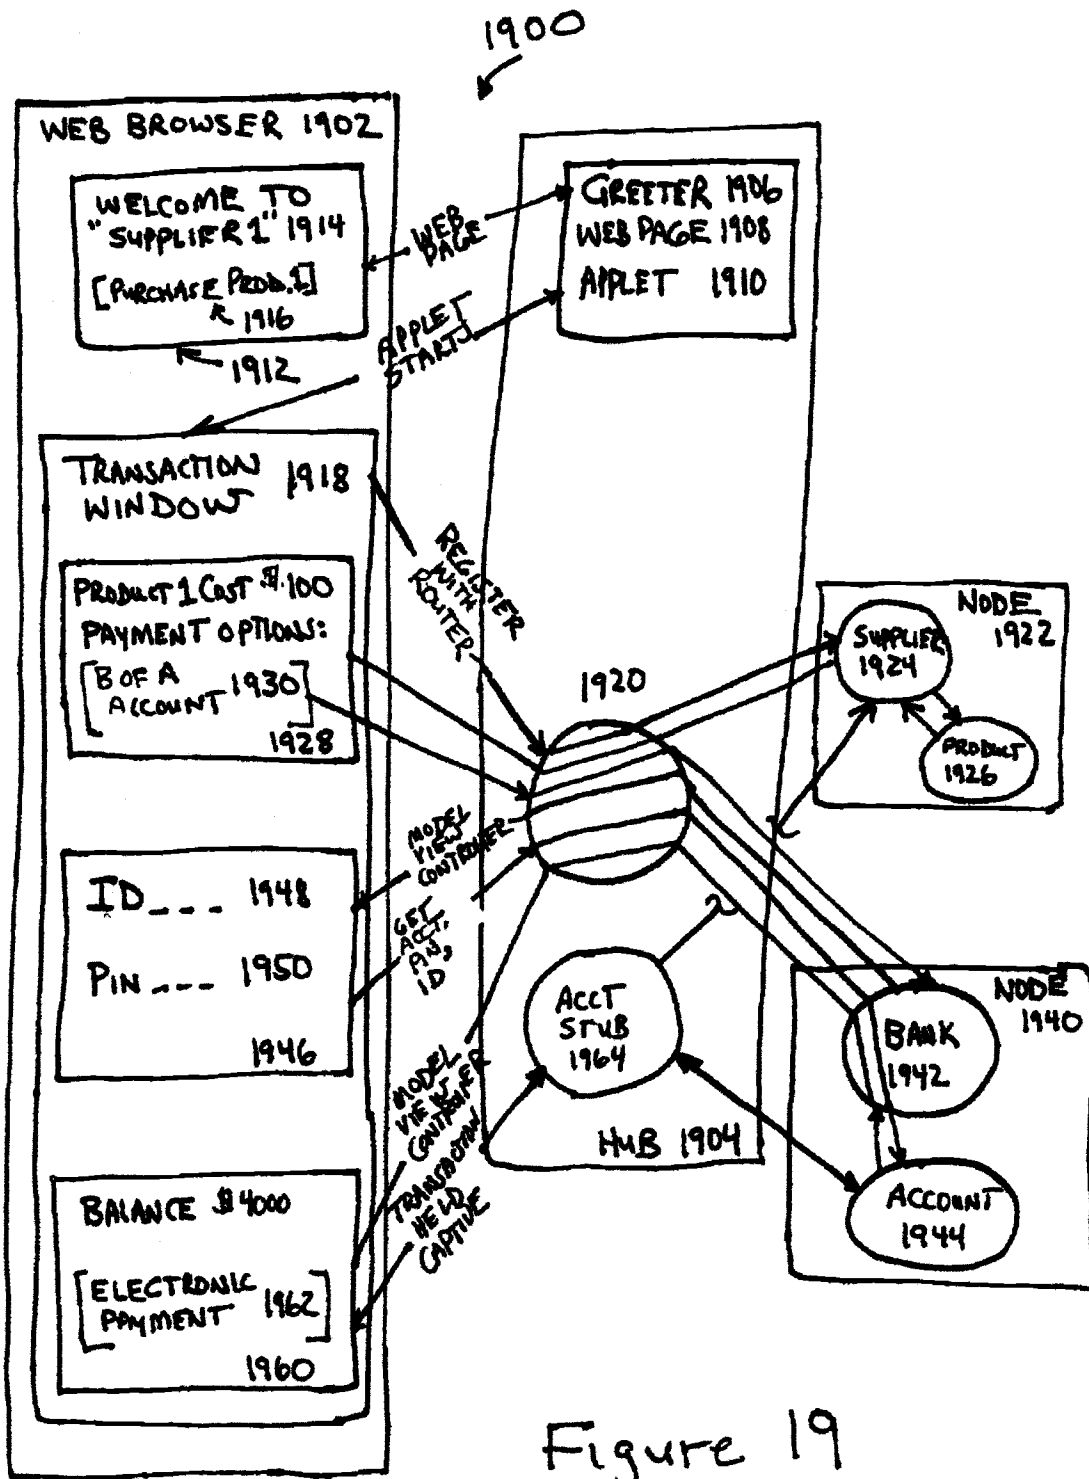 1900
WEB BROWSER 1902
WELCOME TO
"SUPPLIER 1" 1914
[PURCHASE PROD. 1]
1916
1912
WEB
PAGE
APPLET
STARTS
GREETER 1906
WEB PAGE 1908
APPLET 1910
TRANSACTION 1918
WINDOW
REGISTER
WITH
ROUTER
PRODUCT 1 COST $100
PAYMENT OPTIONS:
[B OF A
ACCOUNT 1930]
1928
1920
NODE
1922
SUPPLIER
1924
PRODUCT
1926
MODEL
VIEW
CONTROLLER
ID _ _ _ 1948
PIN _ _ _ 1950
1946
GET
ACCT,
ID
ACCT
STUB
1964
HUB 1904
NODE
1940
BANK
1942
ACCOUNT
1944
MODEL
VIEW
CONTROLLER
TRANSACTION
HELD
CAPTIVE
BALANCE $4000
[ELECTRONIC
PAYMENT 1962]
1960
Figure 19